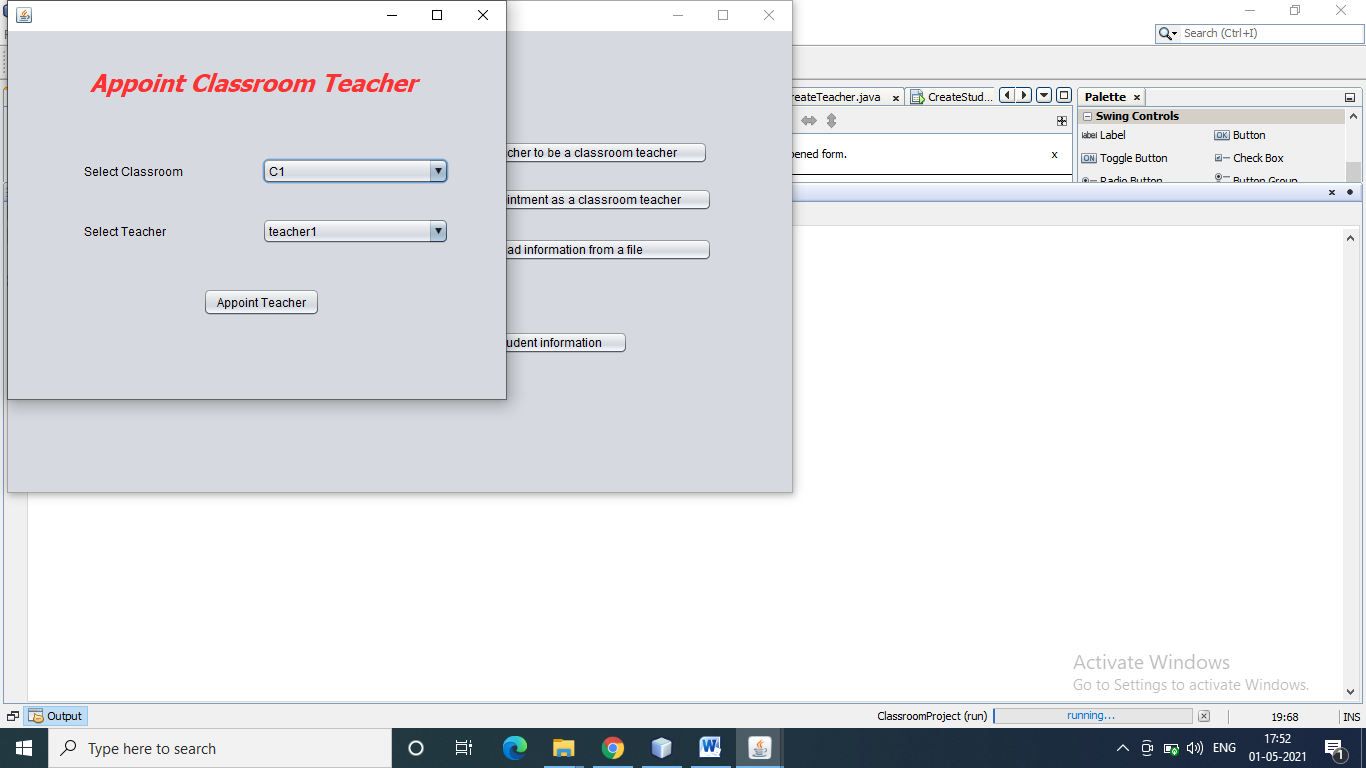 Search (Ctrl+I)
Appoint Classroom Teacher
reateTeacher.java
CreateStud...
Palette
Swing Controls
Label
Button
Toggle Button
Check Box
Radio Button
Button Group
cher to be a classroom teacher
pened form.
x
Select Classroom
C1
intment as a classroom teacher
Select Teacher
teacher1
ad information from a file
Appoint Teacher
udent information
Activate Windows
Go to Settings to activate Windows.
Output
ClassroomProject (run)
running...
19:68
INS
Type here to search
ENG
17:52
01-05-2021
1